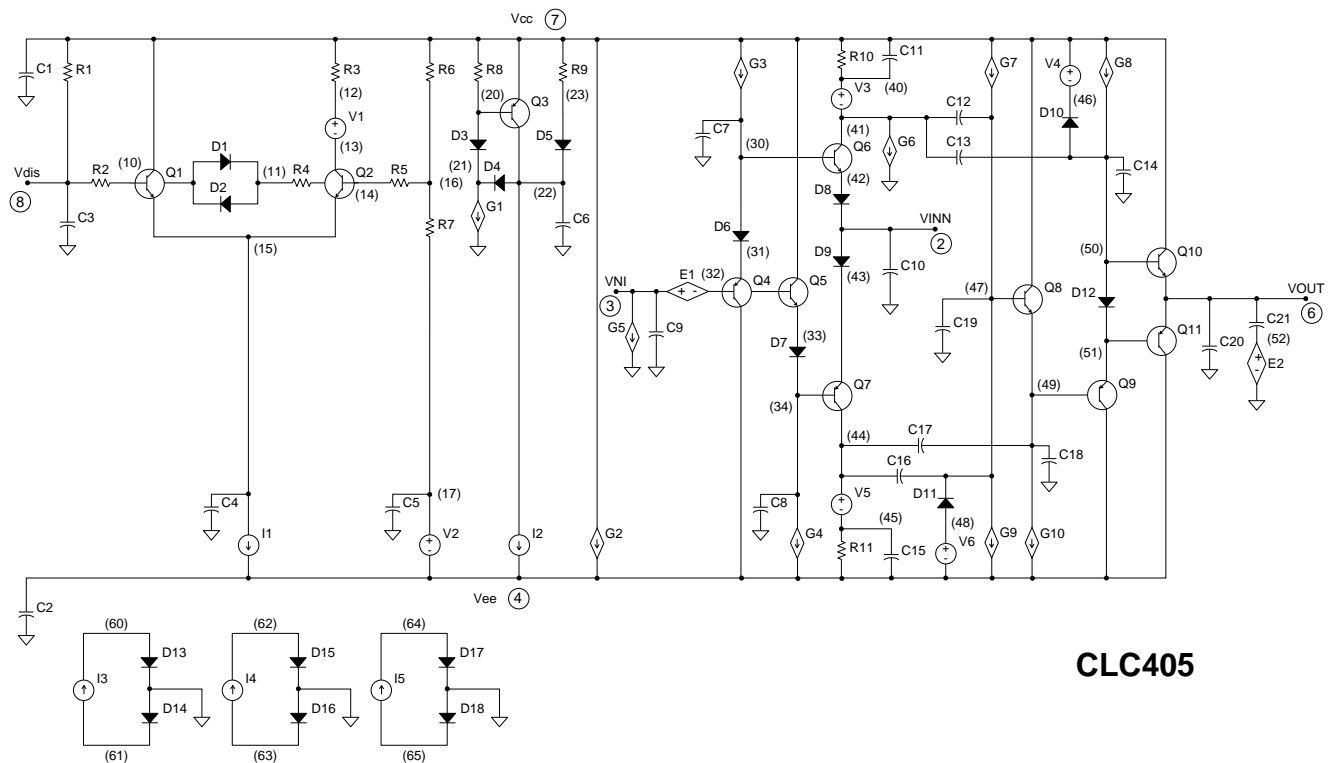 Vcc 7
C1
R1
R3
(12)
V1
(13)
R6
R8
(20)
Q3
R9
(23)
G3
R10
C11
V3
(40)
G7
V4
G8
(46)
D10
C12
(41)
C13
G6
C14
C7
(30)
Q6
(42)
D8
D1
D2
(10)
Q1
R2
Vdis
8
C3
(11)
R4
Q2
(14)
R5
(16)
R7
D3
(21)
D4
G1
D5
(22)
C6
(15)
D6
(31)
VINN
2
D9
(43)
C10
(50)
Q10
VNI
3
E1
(32)
Q4
Q5
G5
C9
(47)
Q8
C19
D12
VOUT
6
D7
(33)
(51)
Q11
C20
C21
(52)
E2
Q7
(34)
(49)
Q9
C17
(44)
C18
C16
C4
C5
(17)
C8
V5
D11
(45)
(48)
I1
V2
I2
G2
G4
R11
C15
V6
G9
G10
C2
Vee 4
(60)
D13
I3
D14
(61)
(62)
D15
I4
D16
(63)
(64)
D17
I5
D18
(65)
CLC405
+
-
+
-
+
-
+
-
+
-
+
-
+ -
+
-